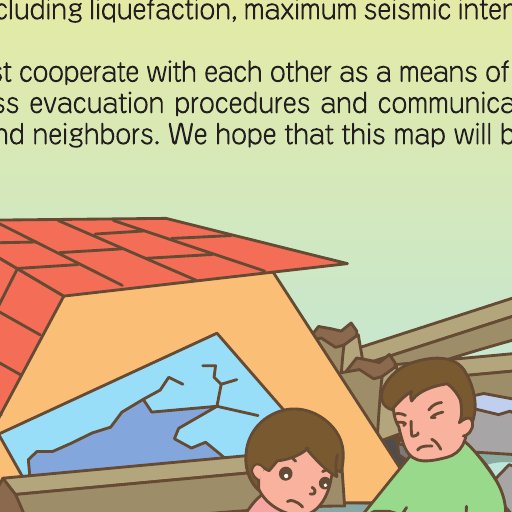 cluding liquefaction, maximum seismic inten
st cooperate with each other as a means of
ss evacuation procedures and communica
nd neighbors. We hope that this map will b